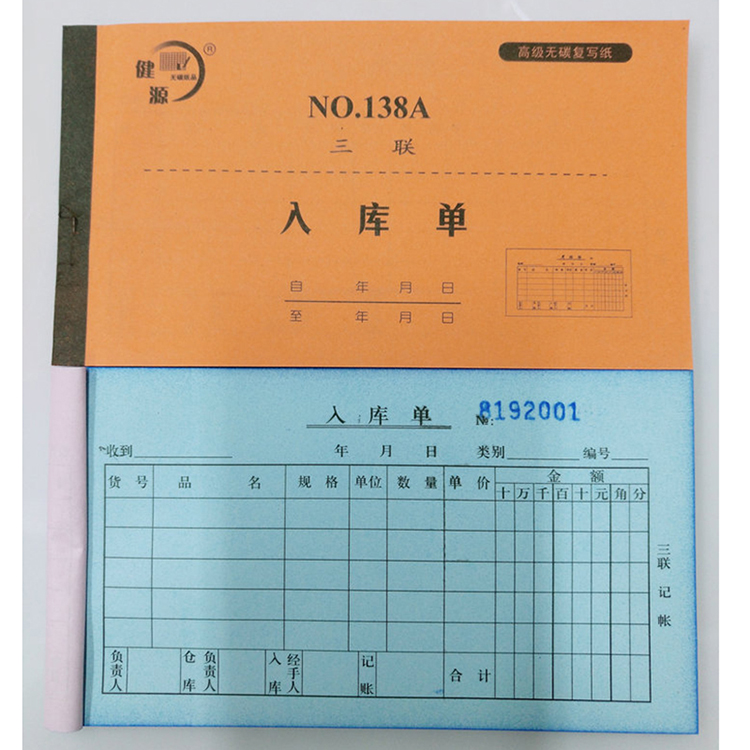 健源
无碳纸品
®
高级无碳复写纸
NO.138A
三 联
入 库 单
自 年 月 日
至 年 月 日
入 库 单 №: 8192001
收到 年 月 日 类别 编号
货 号 品 名 规 格 单位 数 量 单 价 金 额
十 万 千 百 十 元 角 分
三联 记帐
负责人 仓库 负责人 入库 经手人 记账 合 计